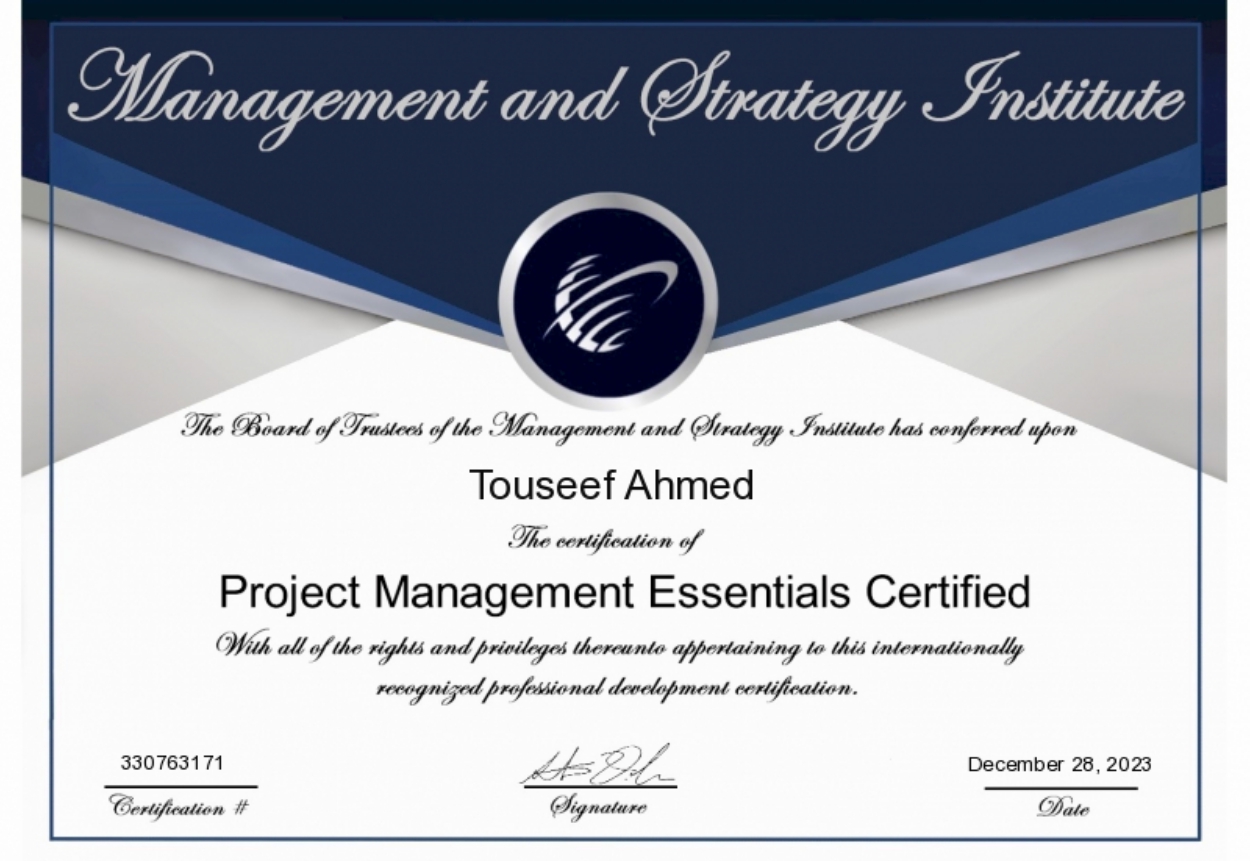 Management and Strategy Institute
The Board of Trustees of the Management and Strategy Institute has conferred upon
Touseef Ahmed
The certification of
Project Management Essentials Certified
With all of the rights and privileges thereunto appertaining to this internationally
recognized professional development certification.
330763171
Certification #
Signature
December 28, 2023
Date